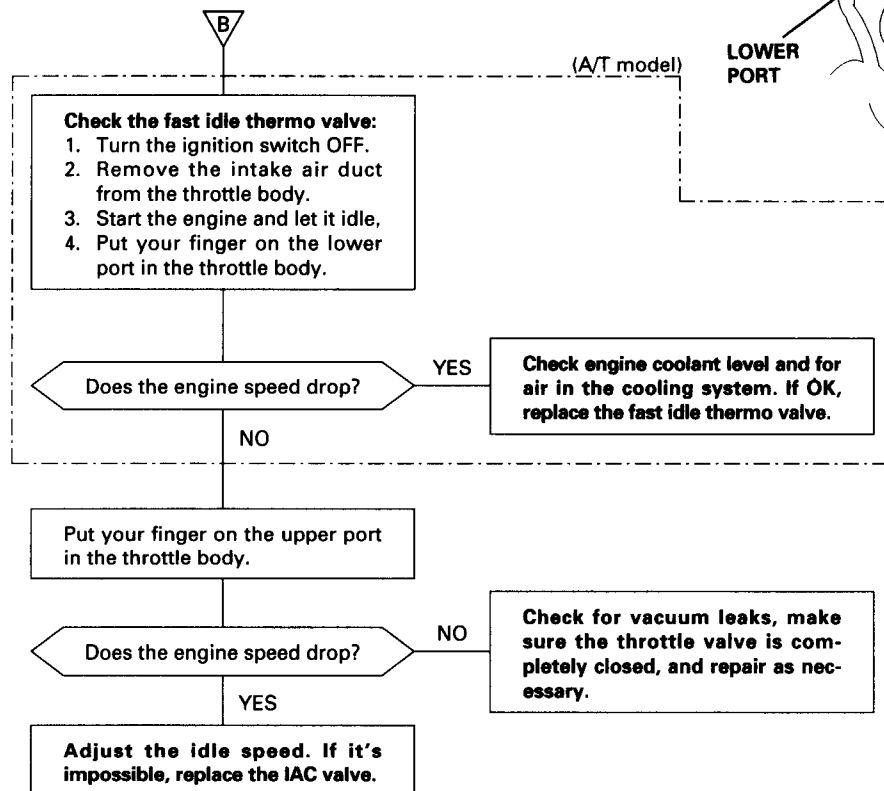 B
(A/T model)
LOWER
PORT
Check the fast idle thermo valve:
1. Turn the ignition switch OFF.
2. Remove the intake air duct
from the throttle body.
3. Start the engine and let it idle,
4. Put your finger on the lower
port in the throttle body.
Does the engine speed drop?
YES
Check engine coolant level and for
air in the cooling system. If OK,
replace the fast idle thermo valve.
NO
Put your finger on the upper port
in the throttle body.
Does the engine speed drop?
NO
Check for vacuum leaks, make
sure the throttle valve is com-
pletely closed, and repair as nec-
essary.
YES
Adjust the idle speed. If it's
impossible, replace the IAC valve.